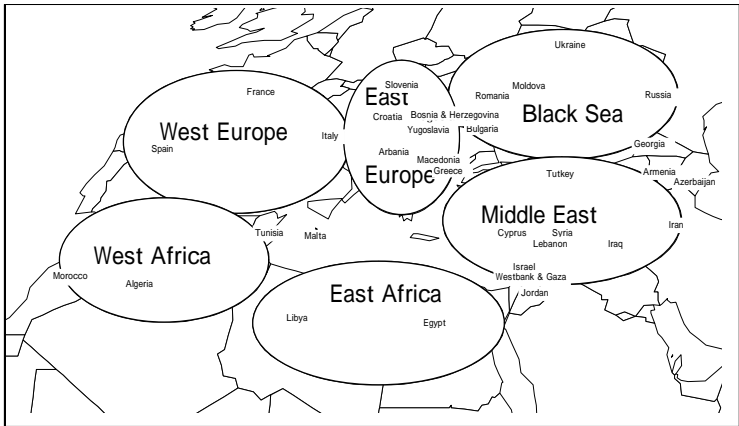 Ukraine
Slovenia
Moldova
France
East
Romania
Russia
Croatia
Bosnia & Herzegovina
Black Sea
West Europe
Italy
Yugoslavia
Bulgaria
Spain
Georgia
Arbania
Macedonia
Greece
Europe
Tutkey
Armenia
Azerbaijan
Middle East
Iran
Tunisia
Malta
Cyprus
Syria
Lebanon
Iraq
West Africa
Morocco
Algeria
Israel
Westbank & Gaza
Jordan
East Africa
Libya
Egypt